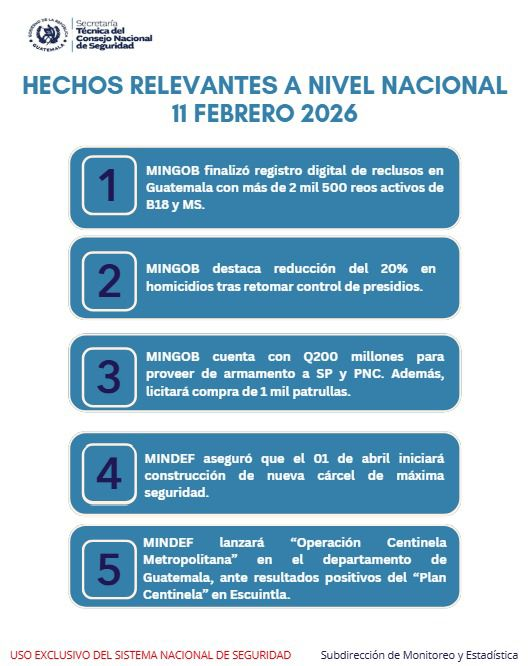 GOBIERNO DE LA REPÚBLICA
GUATEMALA
Secretaría
Técnica del
Consejo Nacional
de Seguridad
HECHOS RELEVANTES A NIVEL NACIONAL
11 FEBRERO 2026
1
MINGOB finalizó registro digital de reclusos en
Guatemala con más de 2 mil 500 reos activos de
B18 y MS.
2
MINGOB destaca reducción del 20% en
homicidios tras retomar control de presidios.
3
MINGOB cuenta con Q200 millones para
proveer de armamento a SP y PNC. Además,
licitará compra de 1 mil patrullas.
4
MINDEF aseguró que el 01 de abril iniciará
construcción de nueva cárcel de máxima
seguridad.
5
MINDEF lanzará “Operación Centinela
Metropolitana” en el departamento de
Guatemala, ante resultados positivos del “Plan
Centinela” en Escuintla.
USO EXCLUSIVO DEL SISTEMA NACIONAL DE SEGURIDAD
Subdirección de Monitoreo y Estadística